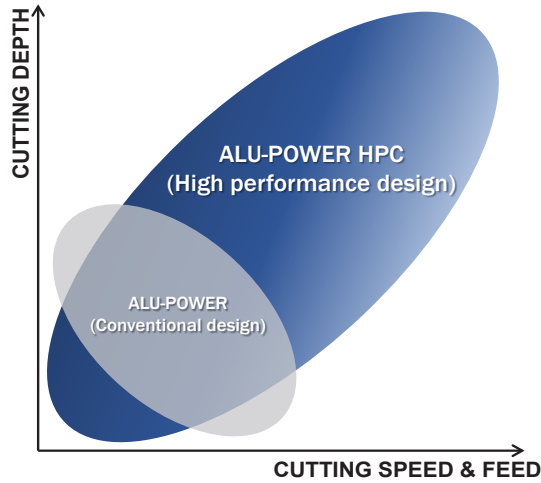 CUTTING DEPTH
ALU-POWER HPC
(High performance design)
ALU-POWER
(Conventional design)
CUTTING SPEED & FEED